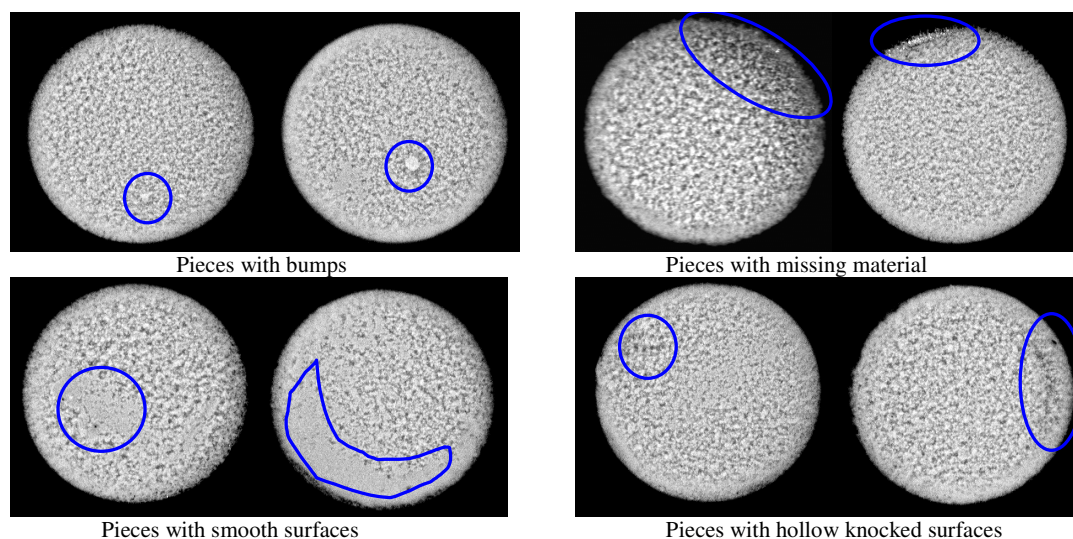 Pieces with bumps
Pieces with missing material
Pieces with smooth surfaces
Pieces with hollow knocked surfaces